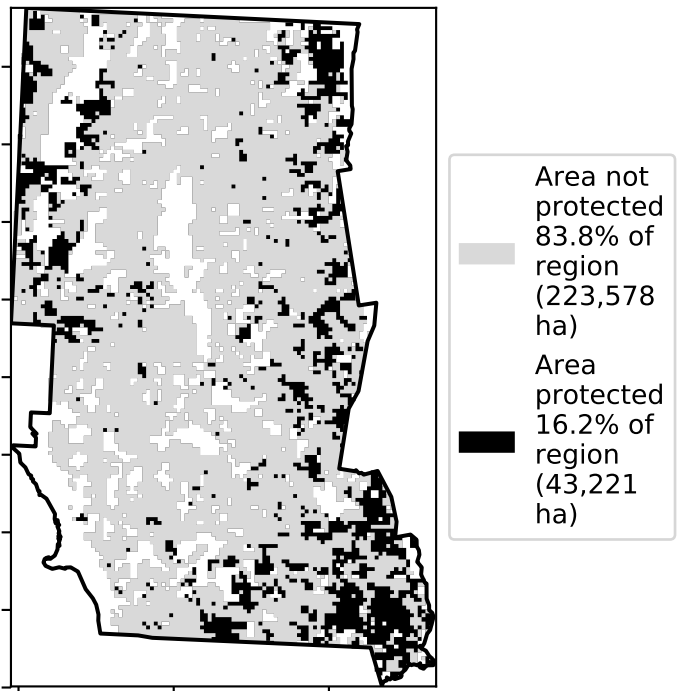 Area not
protected
83.8% of
region
(223,578
ha)
Area
protected
16.2% of
region
(43,221
ha)